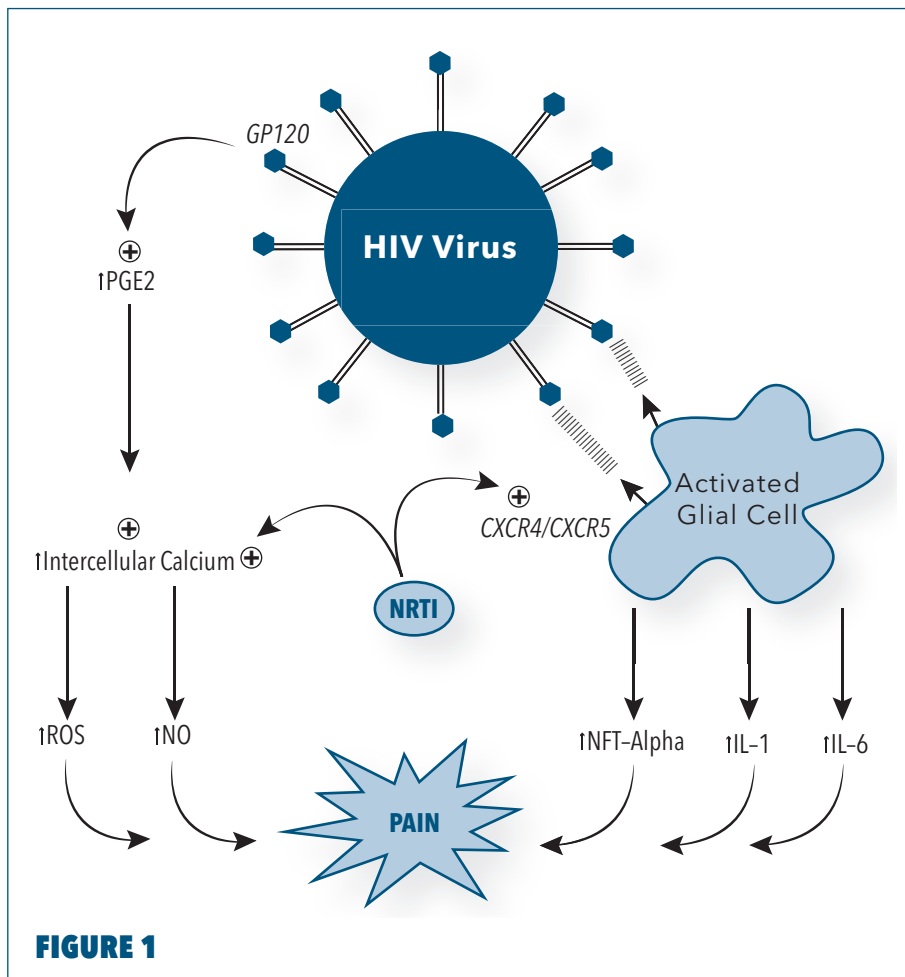 GP120
HIV Virus
↑PGE2
Activated
Glial Cell
CXCR4/CXCR5
↑Intercellular Calcium
NRTI
↑ROS
↑NO
↑NFT-Alpha
↑IL-1
↑IL-6
PAIN
FIGURE 1